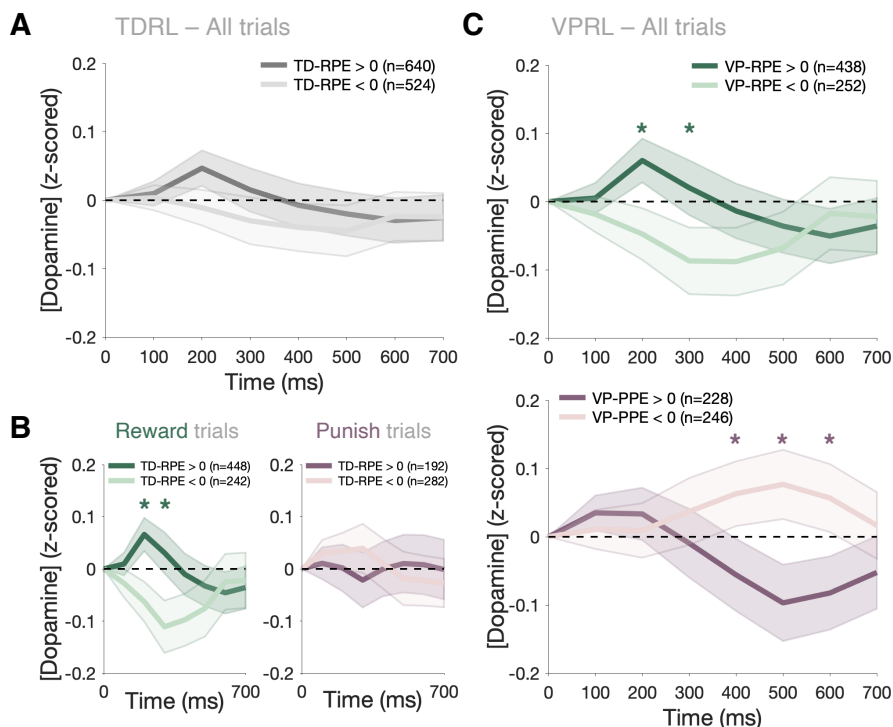 A
TDRL – All trials
TD-RPE > 0 (n=640)
TD-RPE < 0 (n=524)
[Dopamine] (z-scored)
0.2
0.1
0
-0.1
-0.2
0 100 200 300 400 500 600 700
Time (ms)
B
Reward trials
TD-RPE > 0 (n=448)
TD-RPE < 0 (n=242)
* *
[Dopamine] (z-scored)
0.2
0.1
0
-0.1
-0.2
0 700
Time (ms)
Punish trials
TD-RPE > 0 (n=192)
TD-RPE < 0 (n=282)
0.2
0.1
0
-0.1
-0.2
0 700
Time (ms)
C
VPRL – All trials
VP-RPE > 0 (n=438)
VP-RPE < 0 (n=252)
* *
[Dopamine] (z-scored)
0.2
0.1
0
-0.1
-0.2
0 100 200 300 400 500 600 700
VP-PPE > 0 (n=228)
VP-PPE < 0 (n=246)
* * *
[Dopamine] (z-scored)
0.2
0.1
0
-0.1
-0.2
0 100 200 300 400 500 600 700
Time (ms)